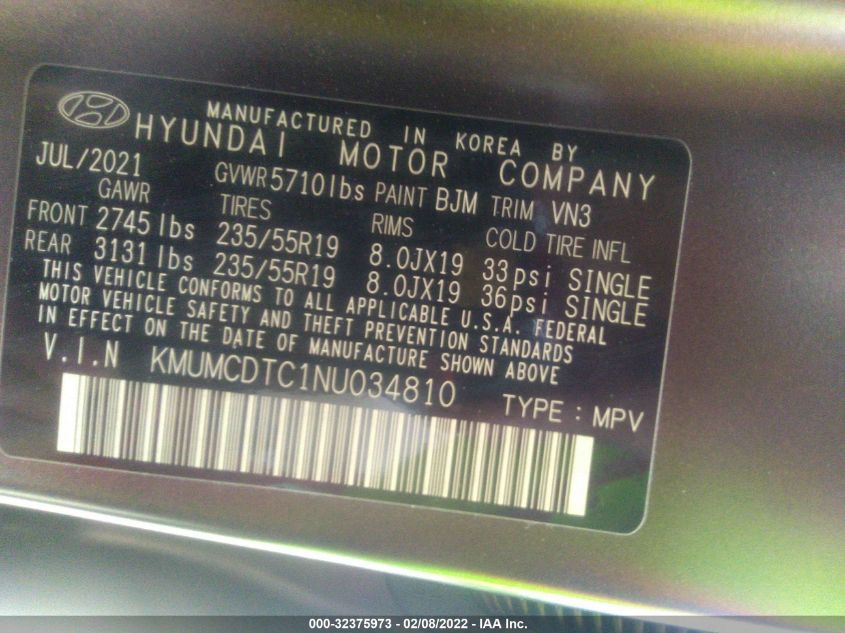 MANUFACTURED IN KOREA BY
HYUNDAI MOTOR COMPANY
JUL/2021 GVWR 5710lbs PAINT BJM TRIM VN3
GAWR TIRES RIMS COLD TIRE INFL
FRONT 2745 lbs 235/55R19 8.0JX19 33psi SINGLE
REAR 3131 lbs 235/55R19 8.0JX19 36psi SINGLE
THIS VEHICLE CONFORMS TO ALL APPLICABLE U.S.A. FEDERAL
MOTOR VEHICLE SAFETY AND THEFT PREVENTION STANDARDS
IN EFFECT ON THE DATE OF MANUFACTURE SHOWN ABOVE
V.I.N KMUMCDTC1NU034810 TYPE : MPV
000-32375973 - 02/08/2022 - IAA Inc.